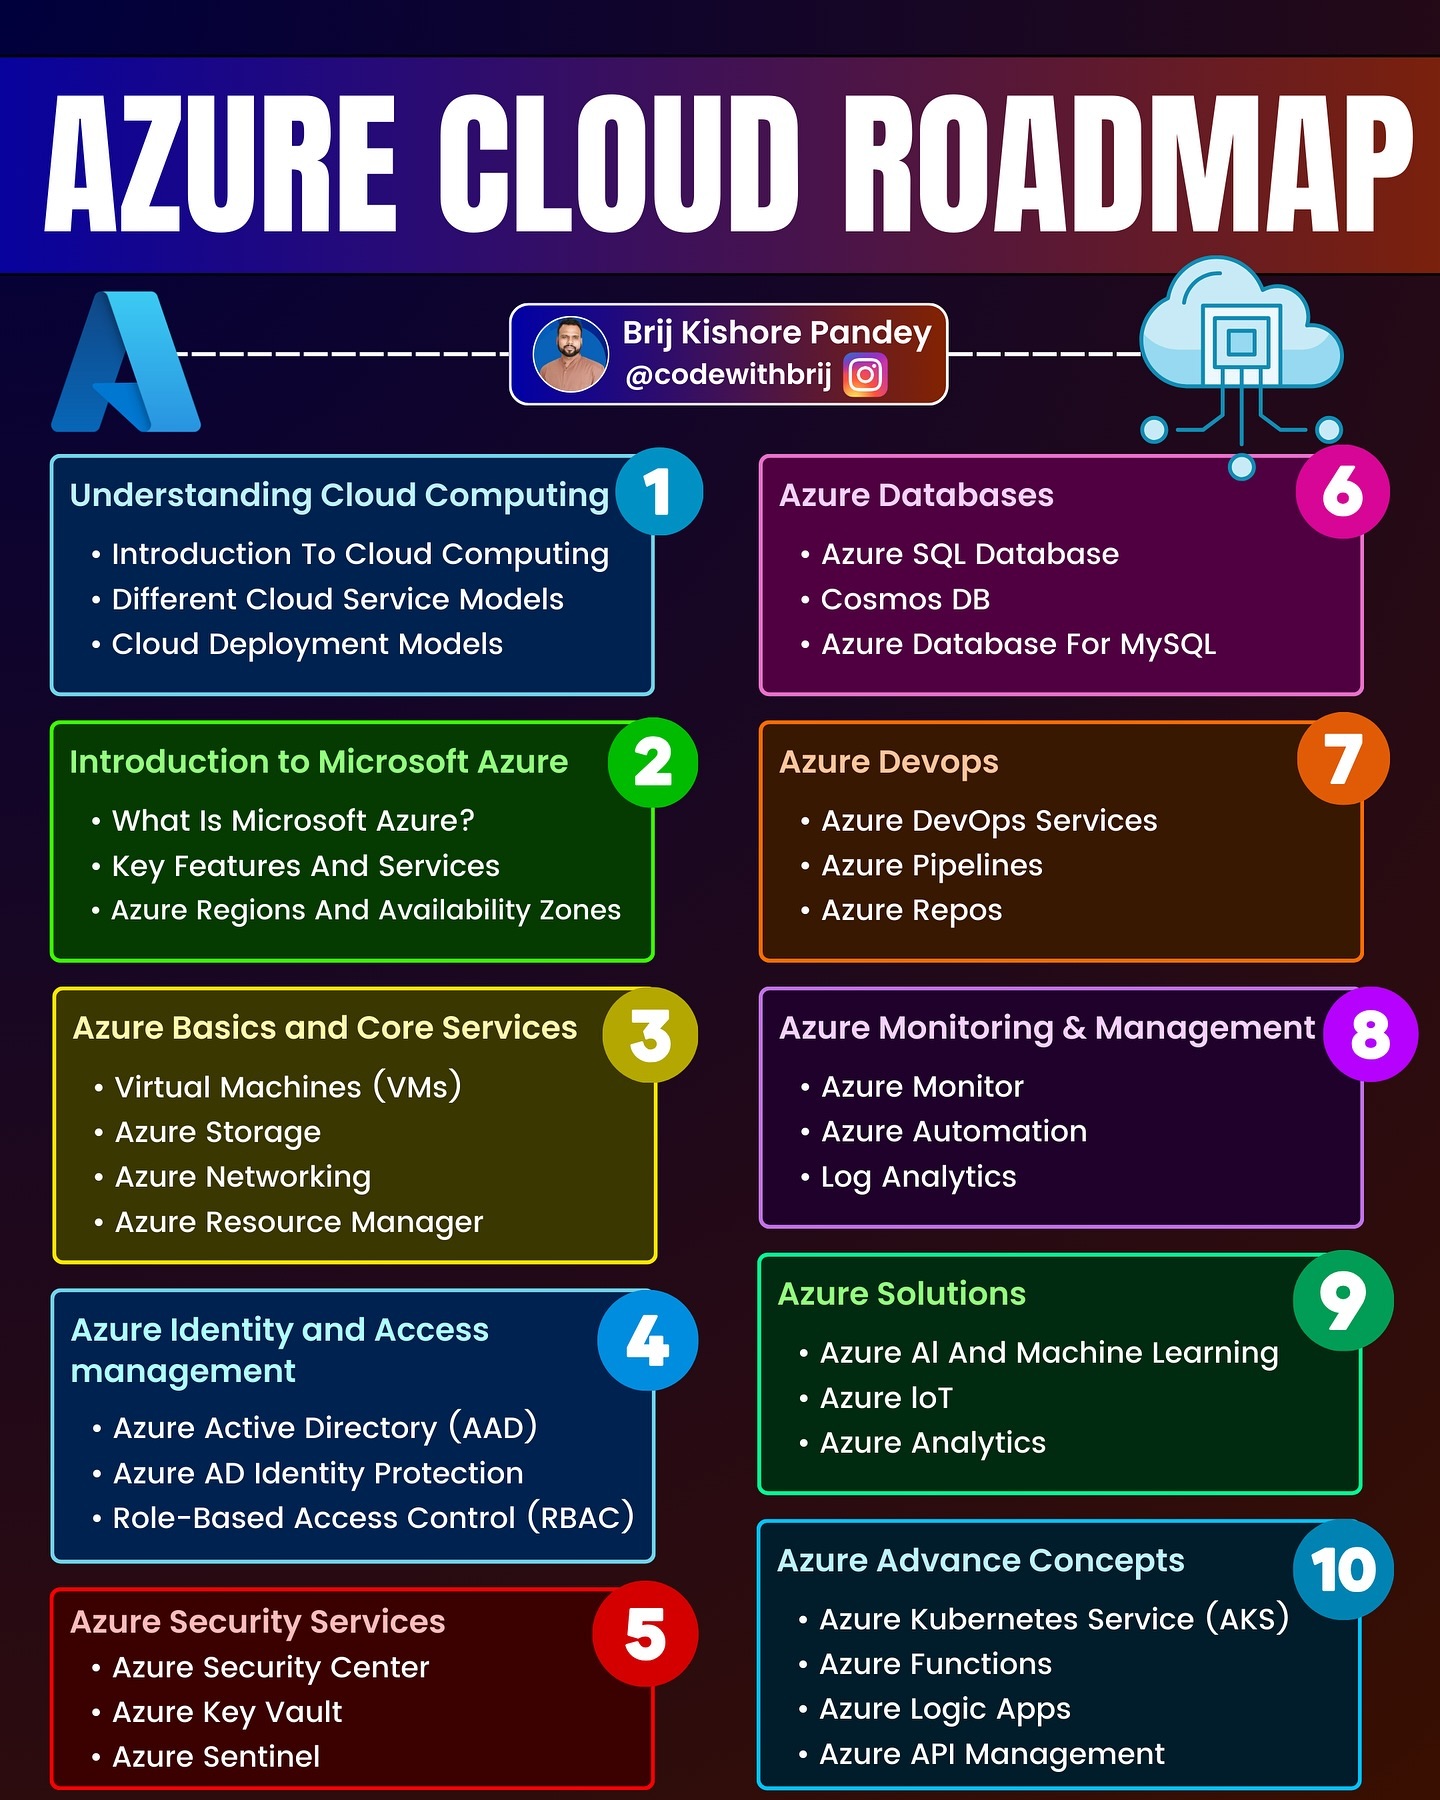 AZURE CLOUD ROADMAP
Brij Kishore Pandey
@codewithbrij
1
Understanding Cloud Computing
• Introduction To Cloud Computing
• Different Cloud Service Models
• Cloud Deployment Models
2
Introduction to Microsoft Azure
• What Is Microsoft Azure?
• Key Features And Services
• Azure Regions And Availability Zones
3
Azure Basics and Core Services
• Virtual Machines (VMs)
• Azure Storage
• Azure Networking
• Azure Resource Manager
4
Azure Identity and Access
management
• Azure Active Directory (AAD)
• Azure AD Identity Protection
• Role-Based Access Control (RBAC)
5
Azure Security Services
• Azure Security Center
• Azure Key Vault
• Azure Sentinel
6
Azure Databases
• Azure SQL Database
• Cosmos DB
• Azure Database For MySQL
7
Azure Devops
• Azure DevOps Services
• Azure Pipelines
• Azure Repos
8
Azure Monitoring & Management
• Azure Monitor
• Azure Automation
• Log Analytics
9
Azure Solutions
• Azure Al And Machine Learning
• Azure loT
• Azure Analytics
10
Azure Advance Concepts
• Azure Kubernetes Service (AKS)
• Azure Functions
• Azure Logic Apps
• Azure API Management